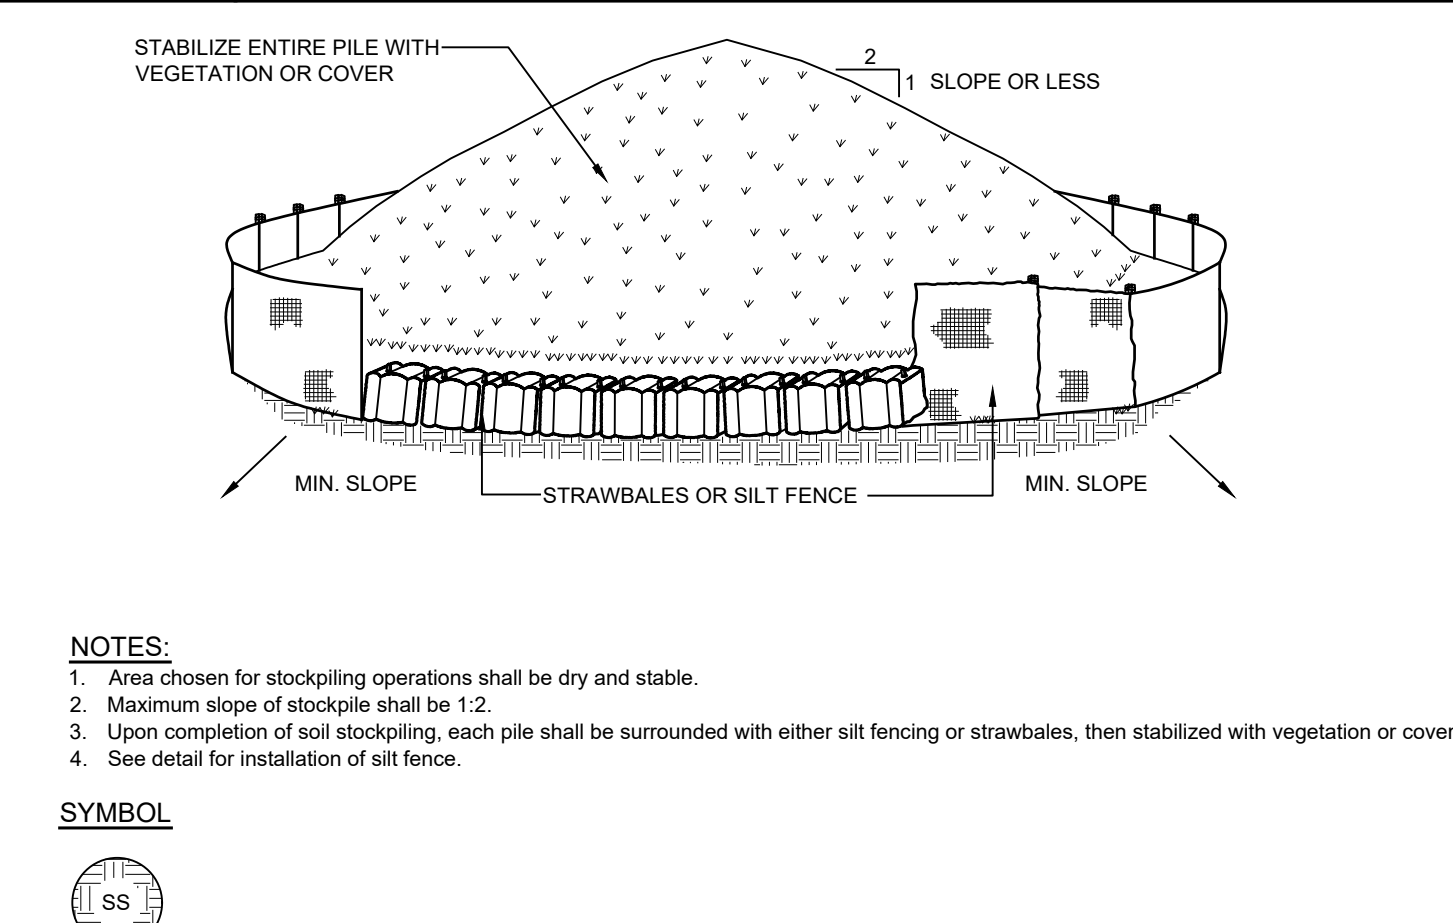 STABILIZE ENTIRE PILE WITH
VEGETATION OR COVER
2
1 SLOPE OR LESS
MIN. SLOPE
STRAWBALES OR SILT FENCE
MIN. SLOPE
NOTES:
1. Area chosen for stockpiling operations shall be dry and stable.
2. Maximum slope of stockpile shall be 1:2.
3. Upon completion of soil stockpiling, each pile shall be surrounded with either silt fencing or strawbales, then stabilized with vegetation or cover
4. See detail for installation of silt fence.
SYMBOL
SS